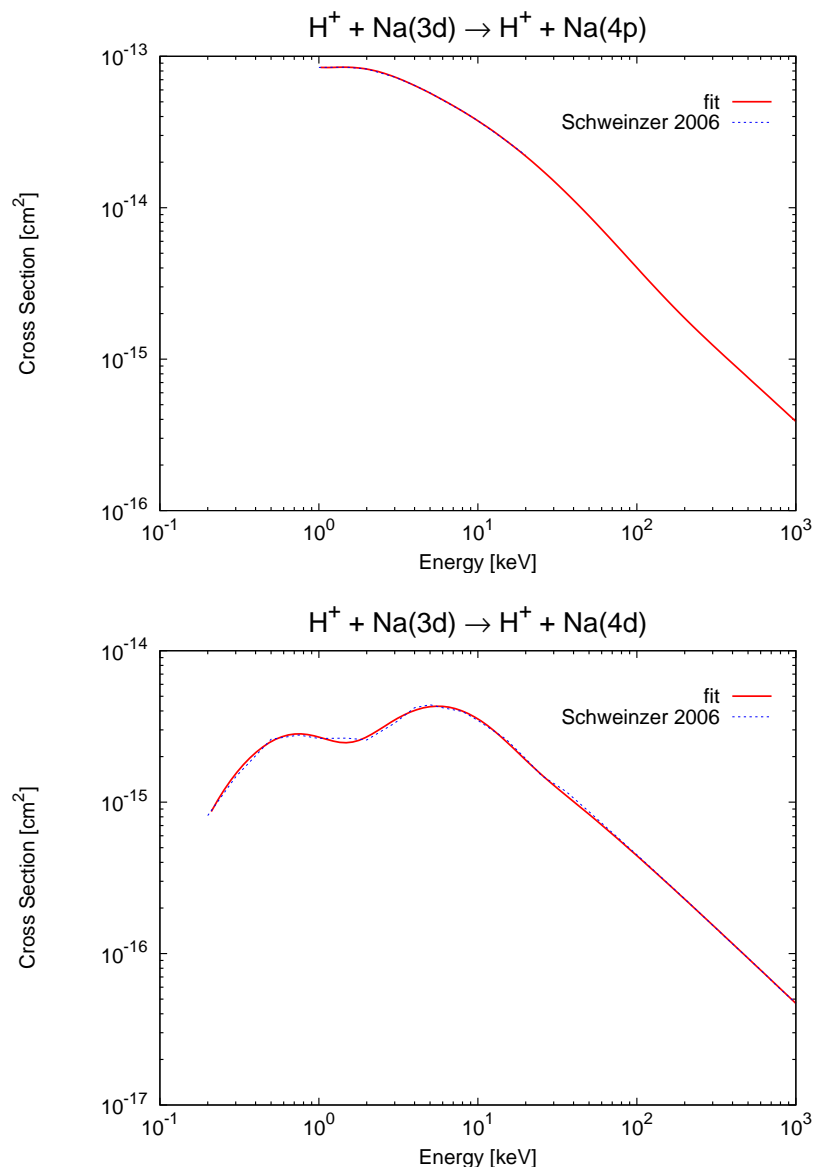 H⁺ + Na(3d) → H⁺ + Na(4p)
10⁻¹³
fit
Schweinzer 2006
10⁻¹⁴
Cross Section [cm²]
10⁻¹⁵
10⁻¹⁶
10⁻¹ 10⁰ 10¹ 10² 10³
Energy [keV]
H⁺ + Na(3d) → H⁺ + Na(4d)
10⁻¹⁴
fit
Schweinzer 2006
10⁻¹⁵
Cross Section [cm²]
10⁻¹⁶
10⁻¹⁷
10⁻¹ 10⁰ 10¹ 10² 10³
Energy [keV]